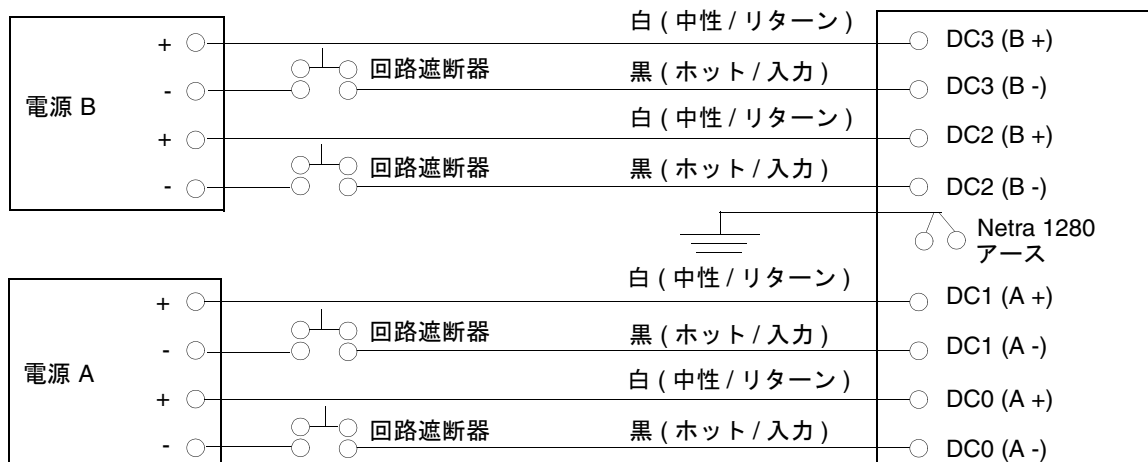 白 ( 中性 / リターン )
+ DC3 (B +)
回路遮断器 黒 ( ホット / 入力 )
- DC3 (B -)
電源 B
白 ( 中性 / リターン )
+ DC2 (B +)
回路遮断器 黒 ( ホット / 入力 )
- DC2 (B -)
Netra 1280
アース
白 ( 中性 / リターン )
+ DC1 (A +)
回路遮断器 黒 ( ホット / 入力 )
- DC1 (A -)
電源 A
白 ( 中性 / リターン )
+ DC0 (A +)
回路遮断器 黒 ( ホット / 入力 )
- DC0 (A -)